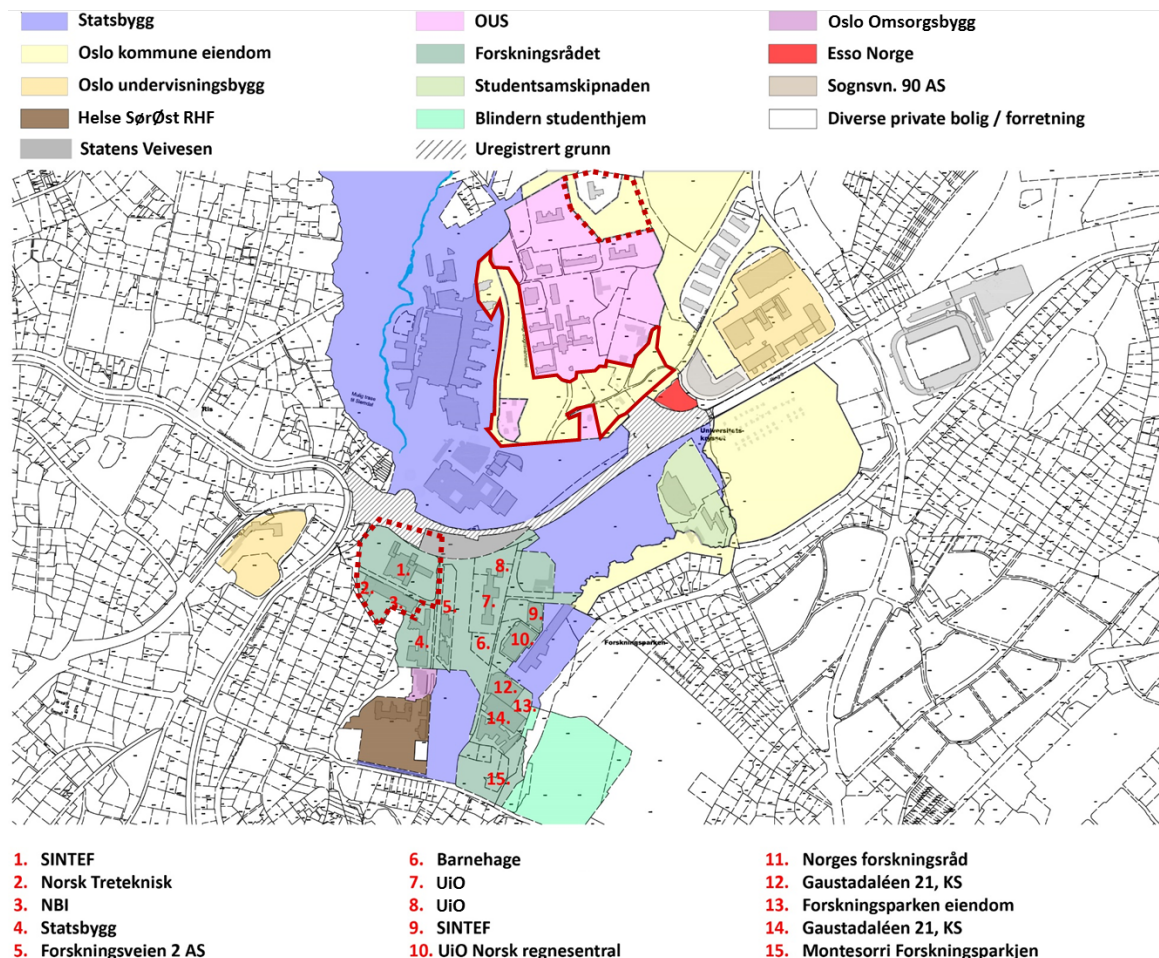 Statsbygg
OUS
Oslo Omsorgsbygg
Oslo kommune eiendom
Forskningsrådet
Esso Norge
Oslo undervisningsbygg
Studentsamskipnaden
Sognsvn. 90 AS
Helse SørØst RHF
Blindern studenthjem
Diverse private bolig / forretning
Statens Veivesen
Uregistrert grunn
Ris
Universitets-
krysset
Forskningsparken
1.
2.
3.
4.
5.
6.
7.
8.
9.
10.
12.
13.
14.
15.
1. SINTEF
2. Norsk Treteknisk
3. NBI
4. Statsbygg
5. Forskningsveien 2 AS
6. Barnehage
7. UiO
8. UiO
9. SINTEF
10. UiO Norsk regnesentral
11. Norges forskningsråd
12. Gaustadaléen 21, KS
13. Forskningsparken eiendom
14. Gaustadaléen 21, KS
15. Montesorri Forskningsparkjen